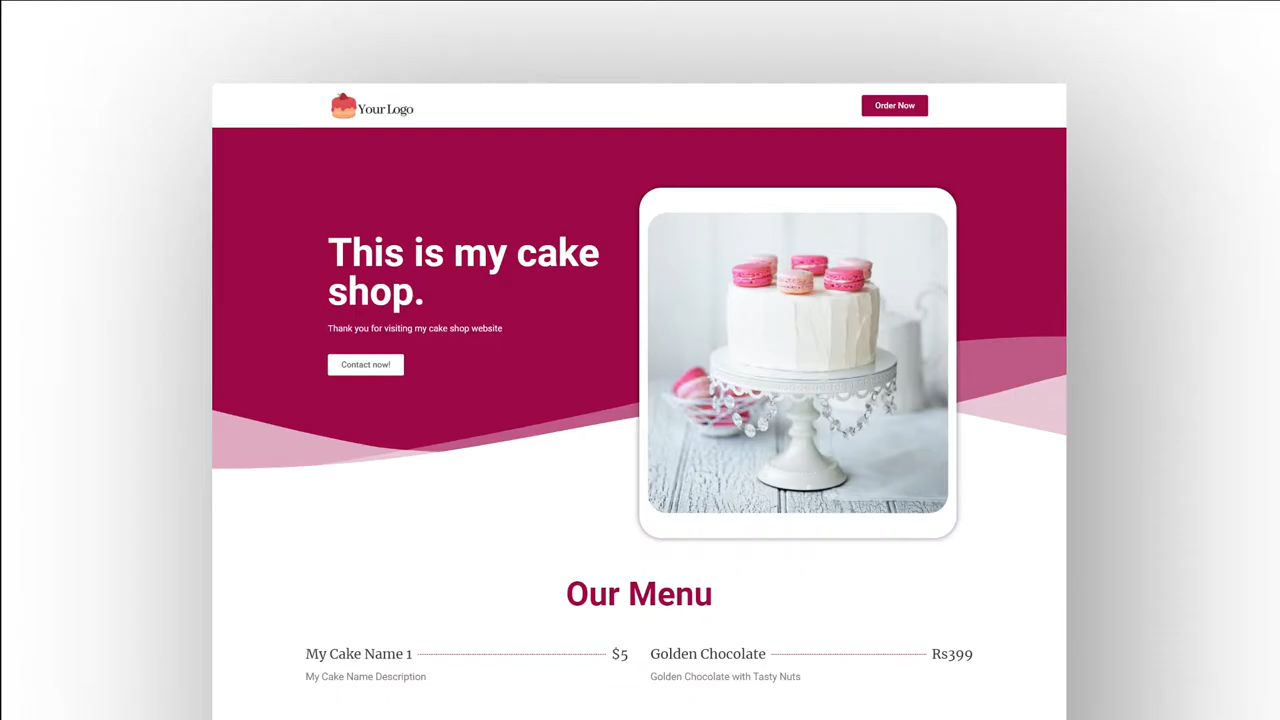 Your Logo
Order Now
This is my cake
shop.
Thank you for visiting my cake shop website
Contact now!
Our Menu
My Cake Name 1 $5
My Cake Name Description
Golden Chocolate Rs399
Golden Chocolate with Tasty Nuts